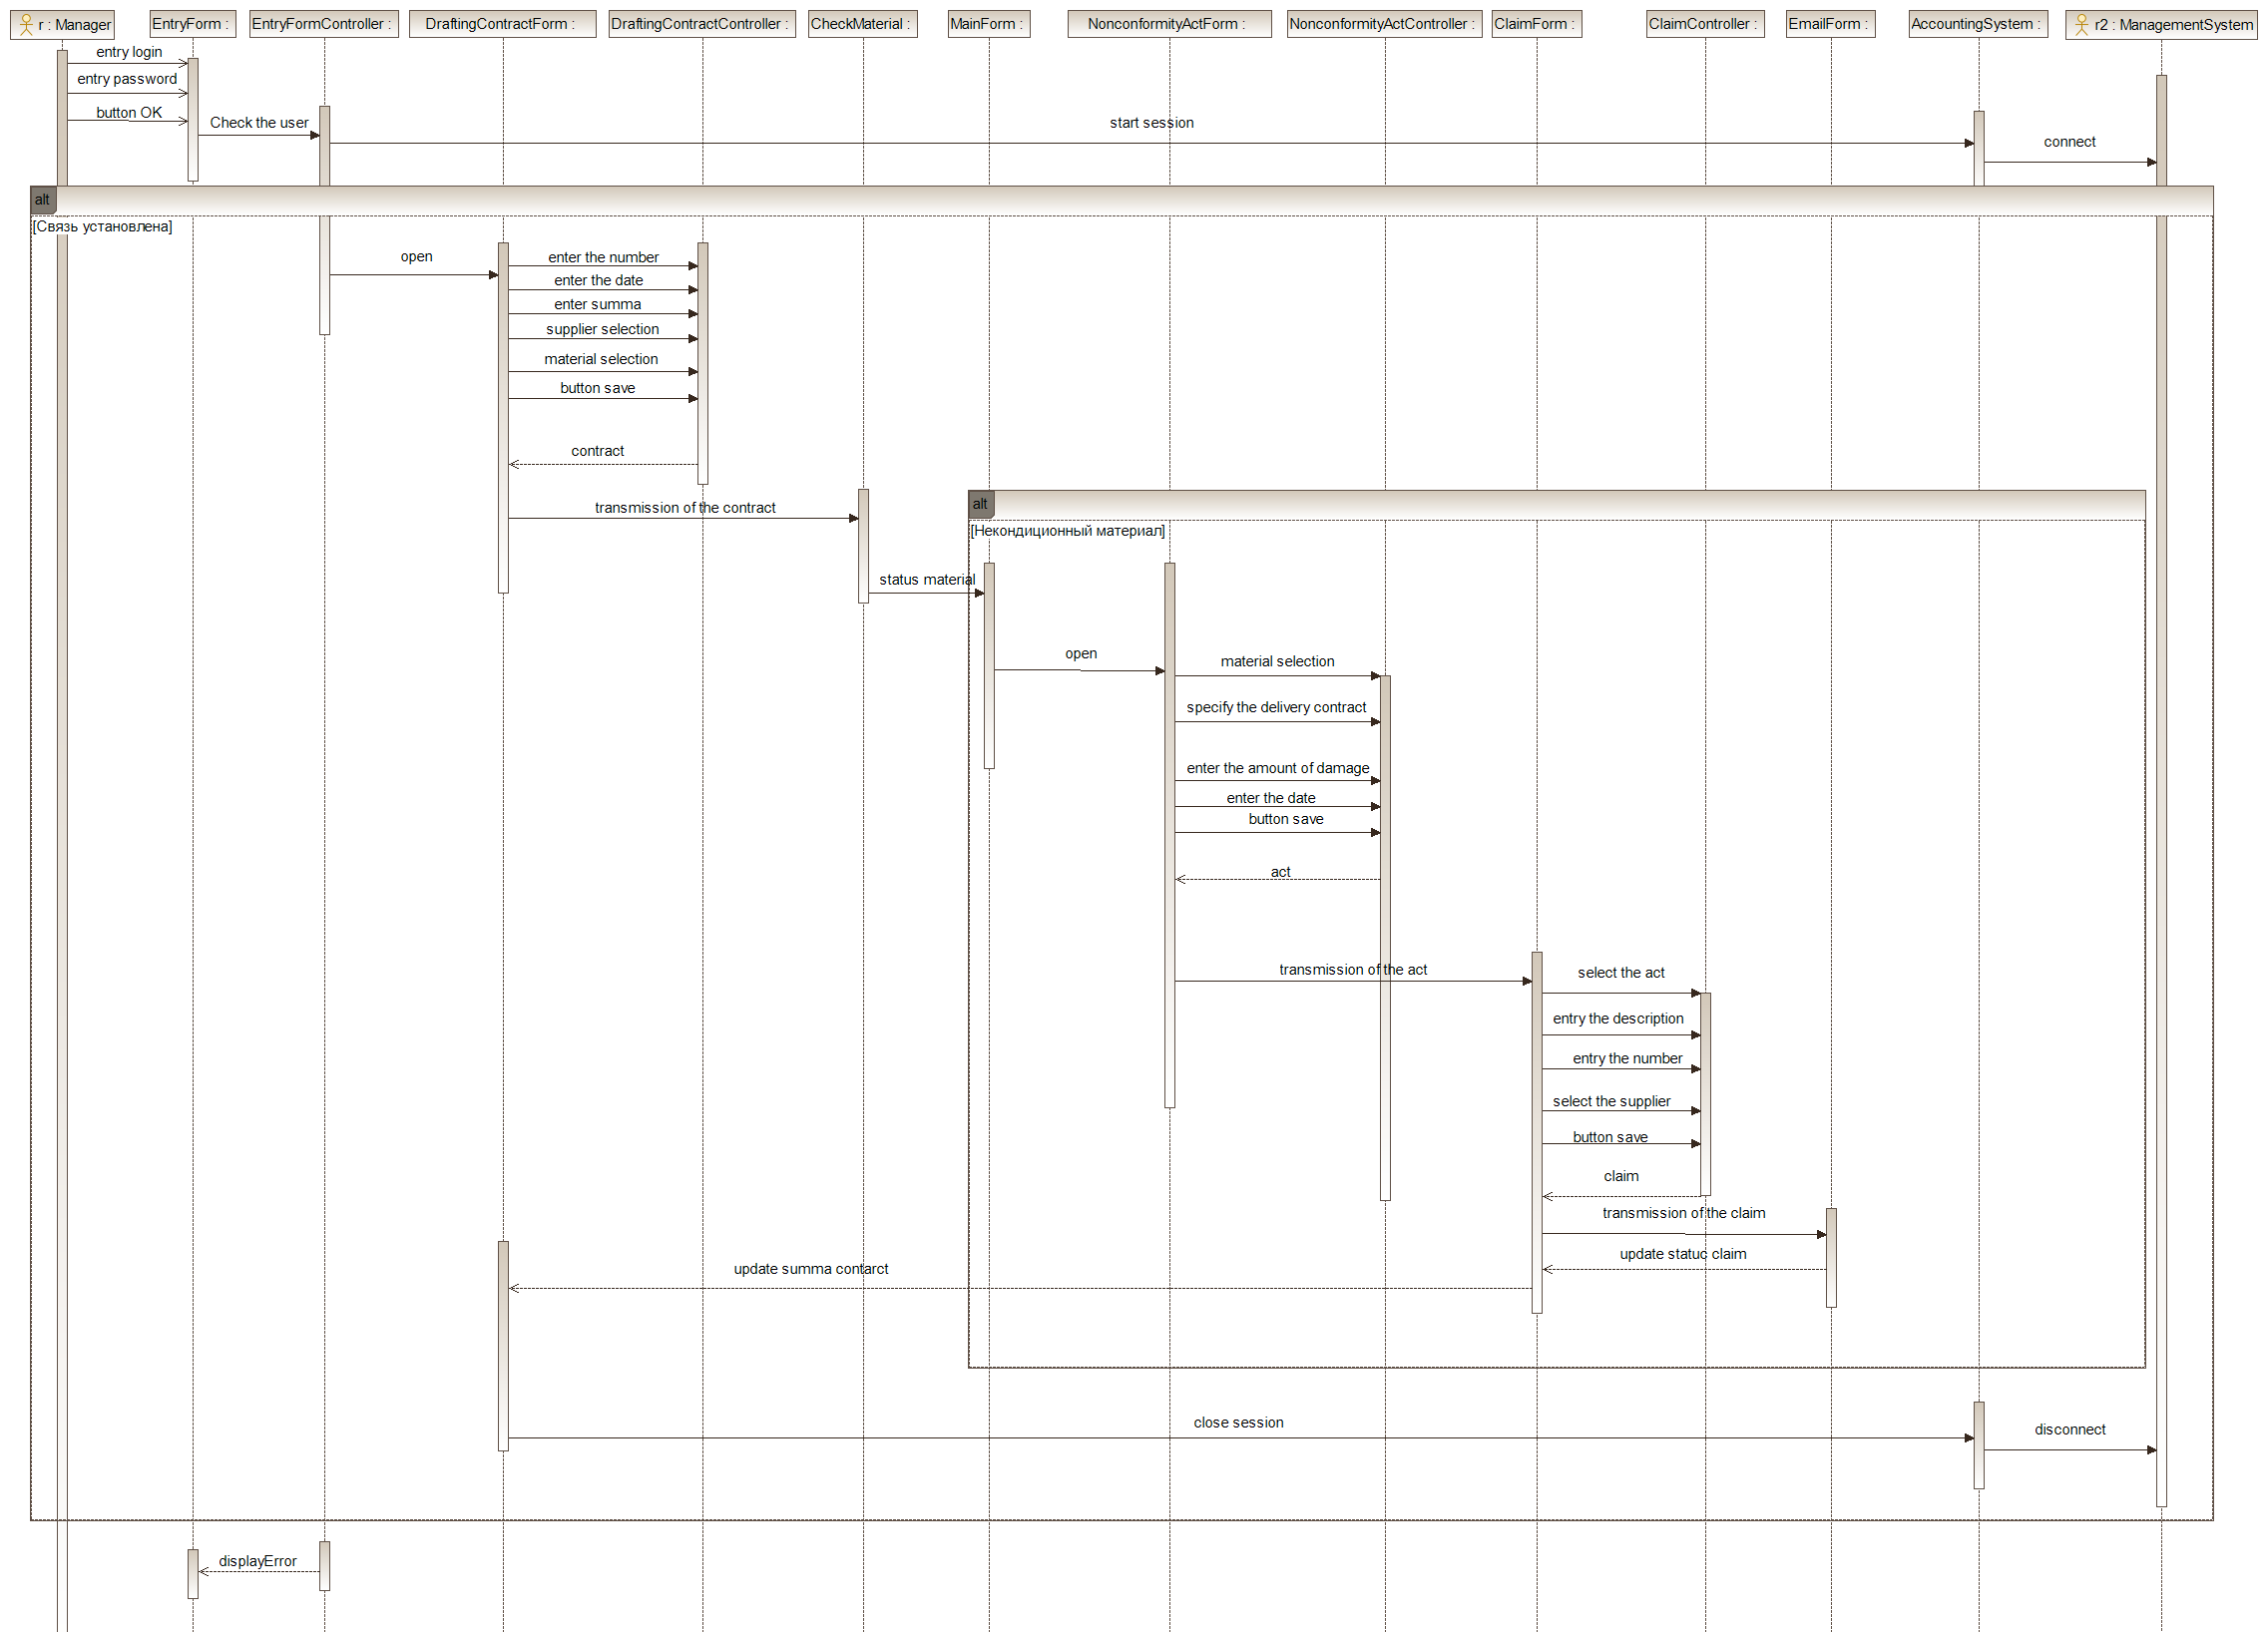 r : Manager
EntryForm :
EntryFormController :
DraftingContractForm :
DraftingContractController :
CheckMaterial :
MainForm :
NonconformityActForm :
NonconformityActController :
ClaimForm :
ClaimController :
EmailForm :
AccountingSystem :
r2 : ManagementSystem
entry login
entry password
button OK
Check the user
start session
connect
alt
[Связь установлена]
open
enter the number
enter the date
enter summa
supplier selection
material selection
button save
contract
transmission of the contract
alt
[Некондиционный материал]
status material
open
material selection
specify the delivery contract
enter the amount of damage
enter the date
button save
act
transmission of the act
select the act
entry the description
entry the number
select the supplier
button save
claim
transmission of the claim
update statuc claim
update summa contarct
close session
disconnect
displayError